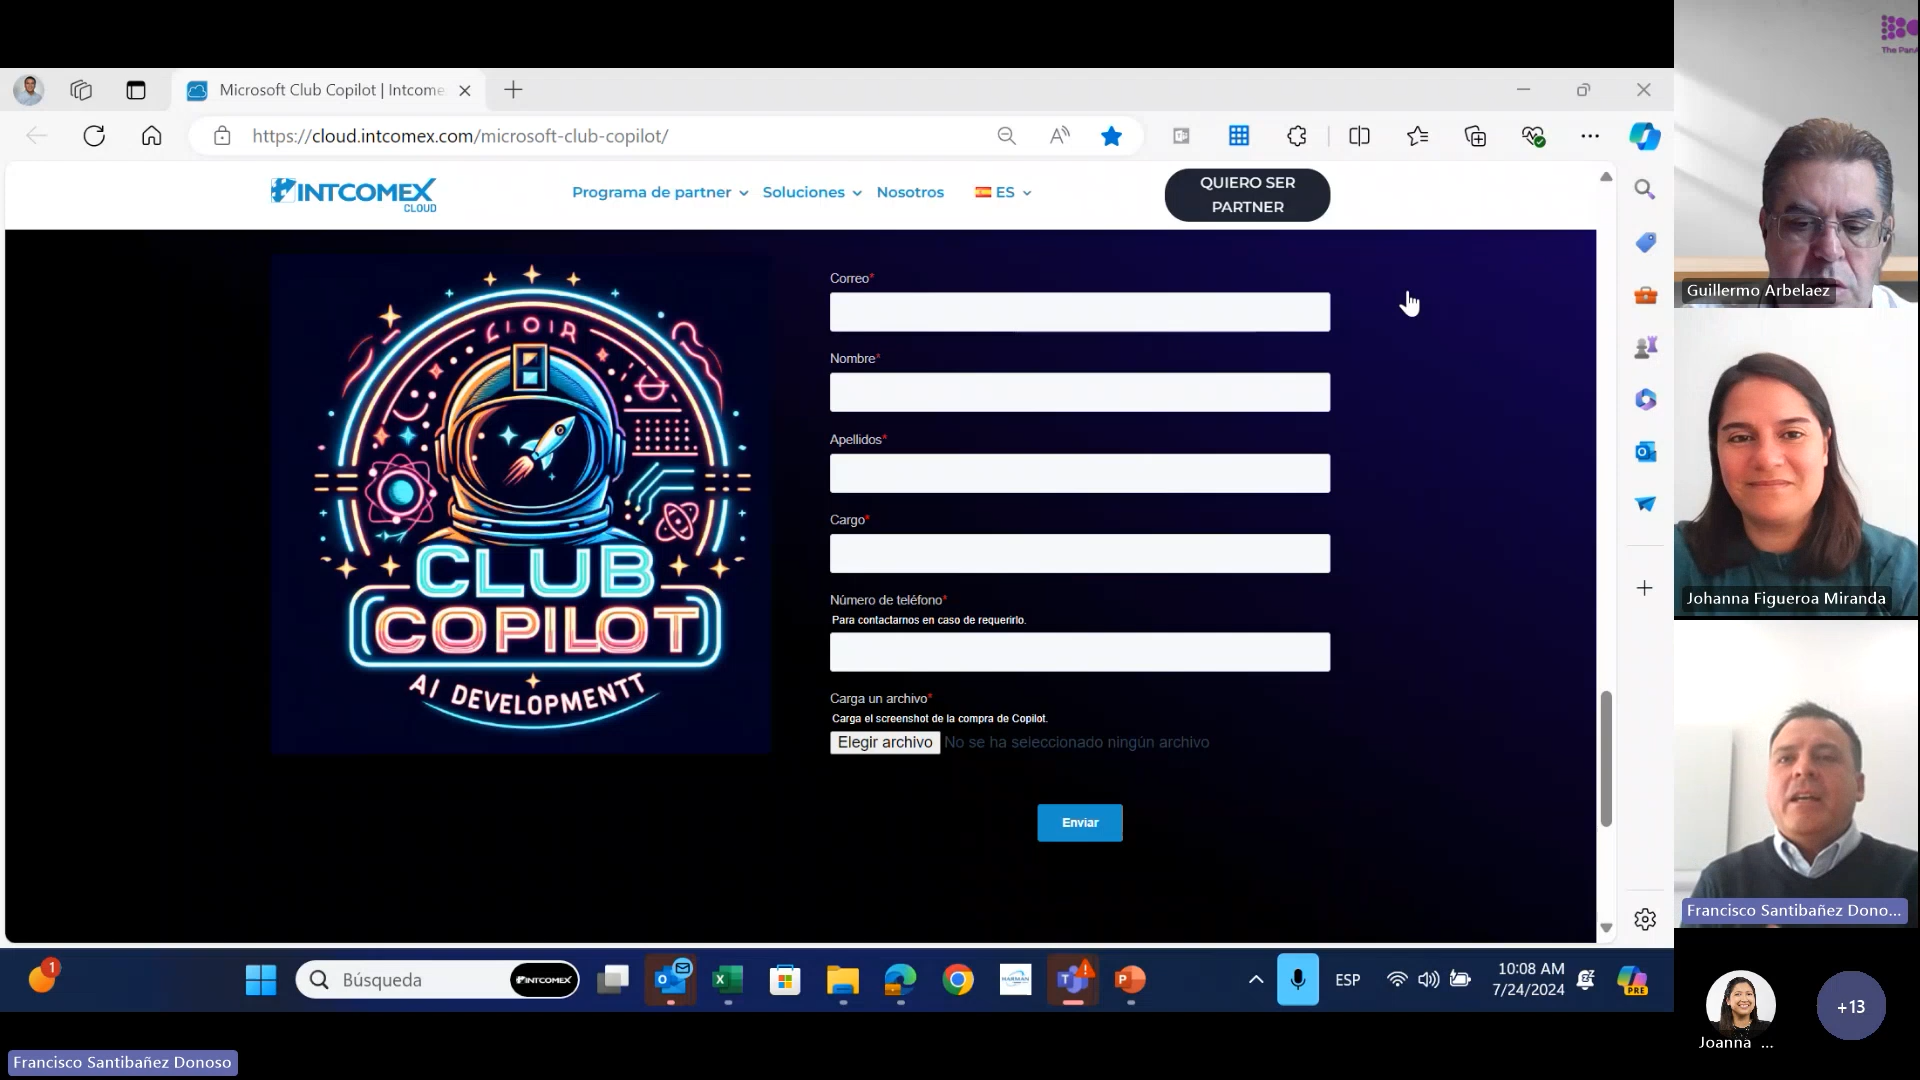 Microsoft Club Copilot | Intcome
https://cloud.intcomex.com/microsoft-club-copilot/
INTCOMEX
CLOUD
Programa de partner
Soluciones
Nosotros
ES
QUIERO SER
PARTNER
CLUB
COPILOT
AI DEVELOPMENTT
Correo*
Nombre*
Apellidos*
Cargo*
Número de teléfono*
Para contactarnos en caso de requerirlo.
Carga un archivo*
Carga el screenshot de la compra de Copilot.
Elegir archivo No se ha seleccionado ningún archivo
Enviar
1
Búsqueda
INTCOMEX
ESP
10:08 AM
7/24/2024
PRE
Francisco Santibañez Donoso
The Pan
Guillermo Arbelaez
Johanna Figueroa Miranda
Francisco Santibañez Dono...
Joanna ...
+13